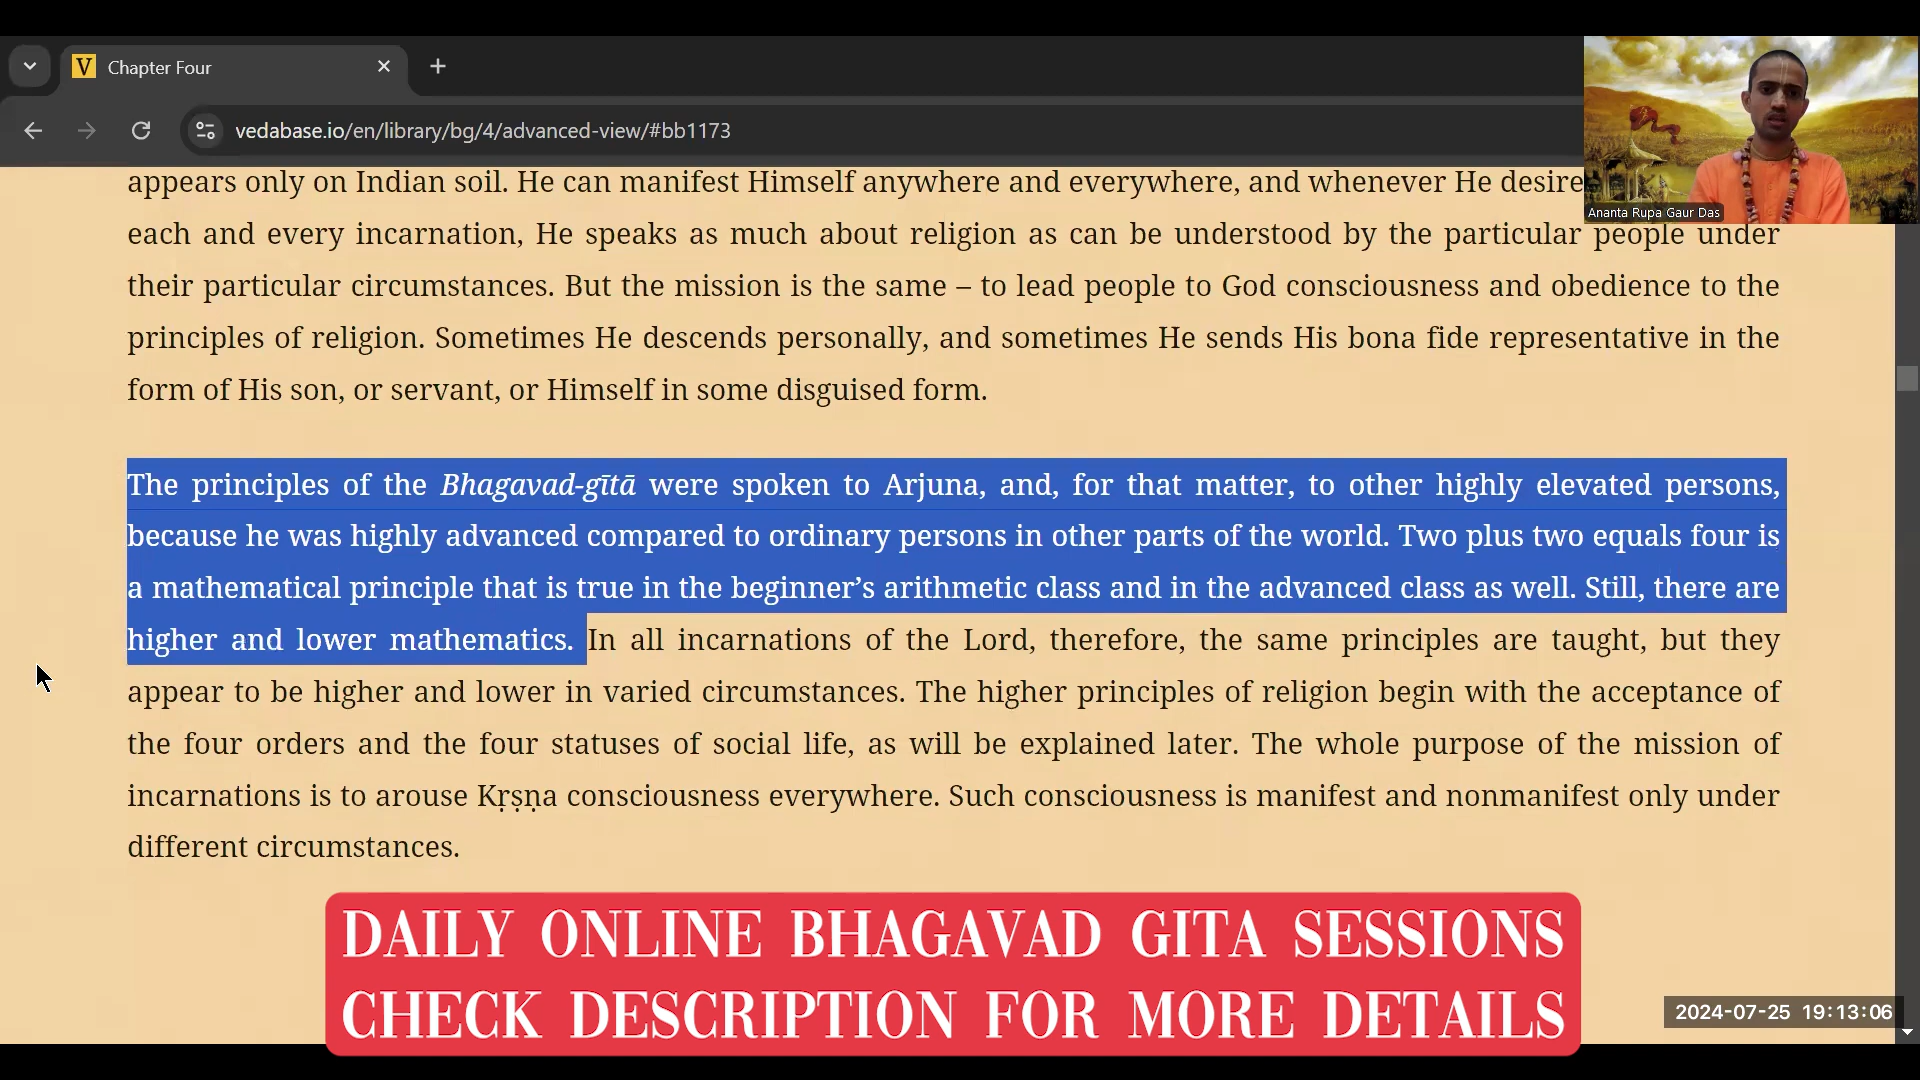 Chapter Four
vedabase.io/en/library/bg/4/advanced-view/#bb1173
Ananta Rupa Gaur Das
appears only on Indian soil. He can manifest Himself anywhere and everywhere, and whenever He desire
each and every incarnation, He speaks as much about religion as can be understood by the particular people under
their particular circumstances. But the mission is the same – to lead people to God consciousness and obedience to the
principles of religion. Sometimes He descends personally, and sometimes He sends His bona fide representative in the
form of His son, or servant, or Himself in some disguised form.
The principles of the Bhagavad-gītā were spoken to Arjuna, and, for that matter, to other highly elevated persons,
because he was highly advanced compared to ordinary persons in other parts of the world. Two plus two equals four is
a mathematical principle that is true in the beginner’s arithmetic class and in the advanced class as well. Still, there are
higher and lower mathematics. In all incarnations of the Lord, therefore, the same principles are taught, but they
appear to be higher and lower in varied circumstances. The higher principles of religion begin with the acceptance of
the four orders and the four statuses of social life, as will be explained later. The whole purpose of the mission of
incarnations is to arouse Kṛṣṇa consciousness everywhere. Such consciousness is manifest and nonmanifest only under
different circumstances.
DAILY ONLINE BHAGAVAD GITA SESSIONS
CHECK DESCRIPTION FOR MORE DETAILS
2024-07-25 19:13:06